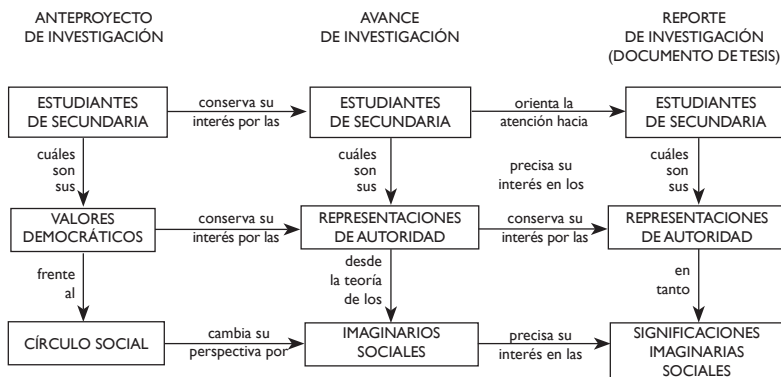 ANTEPROYECTO
DE INVESTIGACIÓN
AVANCE
DE INVESTIGACIÓN
REPORTE
DE INVESTIGACIÓN
(DOCUMENTO DE TESIS)
ESTUDIANTES
DE SECUNDARIA
conserva su
interés por las
ESTUDIANTES
DE SECUNDARIA
orienta la
atención hacia
ESTUDIANTES
DE SECUNDARIA
cuáles
son
sus
cuáles
son
sus
precisa su
interés en los
cuáles
son
sus
VALORES
DEMOCRÁTICOS
conserva su
interés por las
REPRESENTACIONES
DE AUTORIDAD
conserva su
interés por las
REPRESENTACIONES
DE AUTORIDAD
frente
al
desde
la teoría
de los
en
tanto
CÍRCULO SOCIAL
cambia su
perspectiva por
IMAGINARIOS
SOCIALES
precisa su
interés en las
SIGNIFICACIONES
IMAGINARIAS
SOCIALES